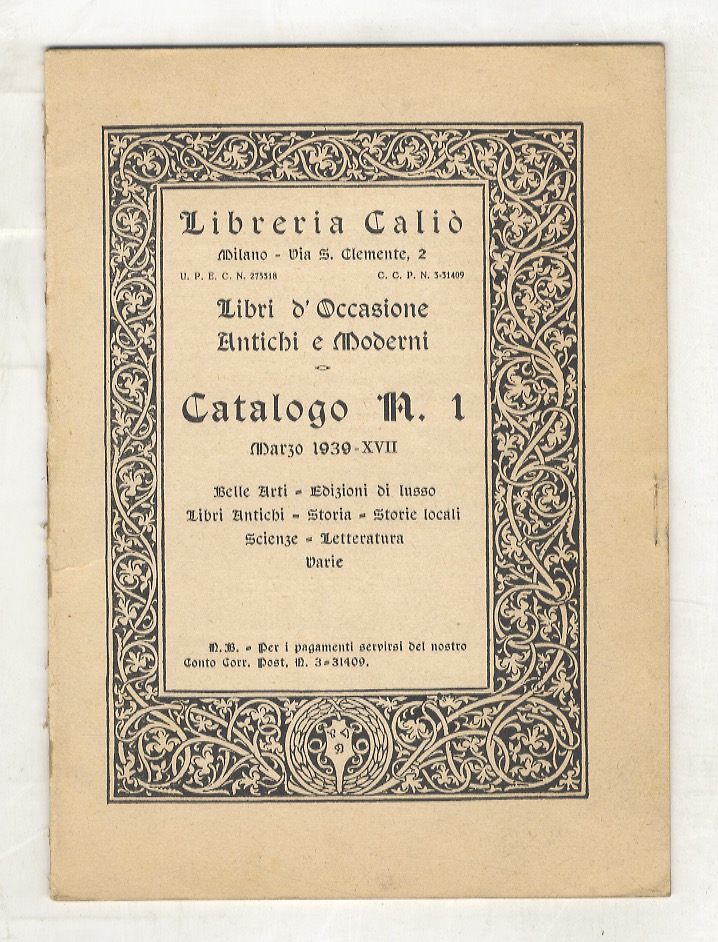 Libreria Caliò
Milano - Via S. Clemente, 2
U. P. E. C. N. 275518 C. C. P. N. 3-31409
Libri d' Occasione
Antichi e Moderni
Catalogo N. 1
Marzo 1939-XVII
Belle Arti - Edizioni di lusso
Libri Antichi - Storia - Storie locali
Scienze - Letteratura
Varie
N.B. - Per i pagamenti servirsi del nostro
Conto Corr. Post. N. 3-31409.